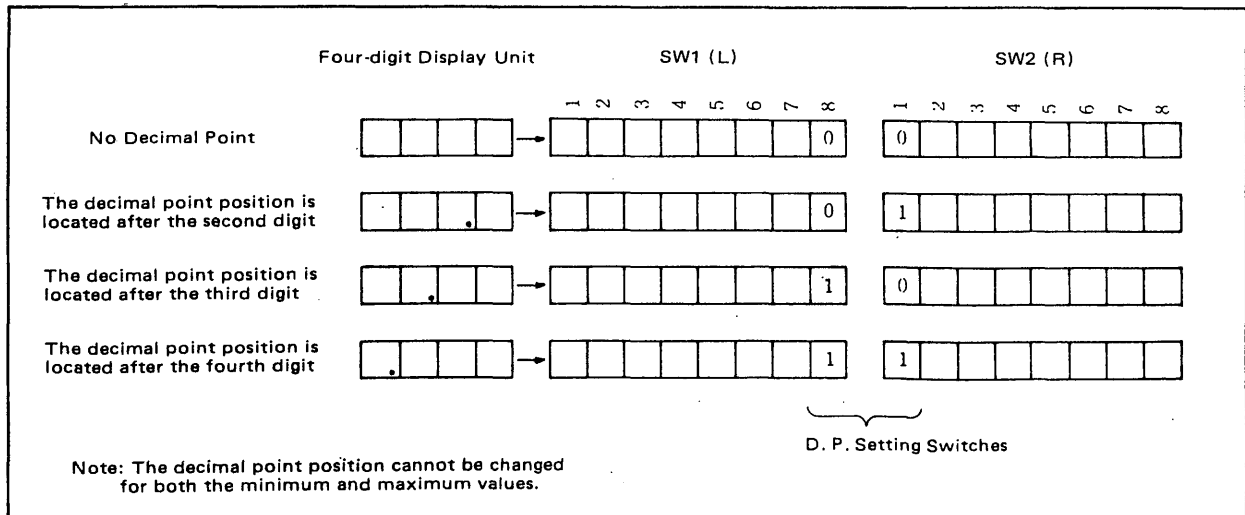 Four-digit Display Unit SW1 (L) SW2 (R)
1 2 3 4 5 6 7 8 1 2 3 4 5 6 7 8
No Decimal Point 0 0
The decimal point position is
located after the second digit 0 1
The decimal point position is
located after the third digit 1 0
The decimal point position is
located after the fourth digit 1 1
D. P. Setting Switches
Note: The decimal point position cannot be changed
for both the minimum and maximum values.